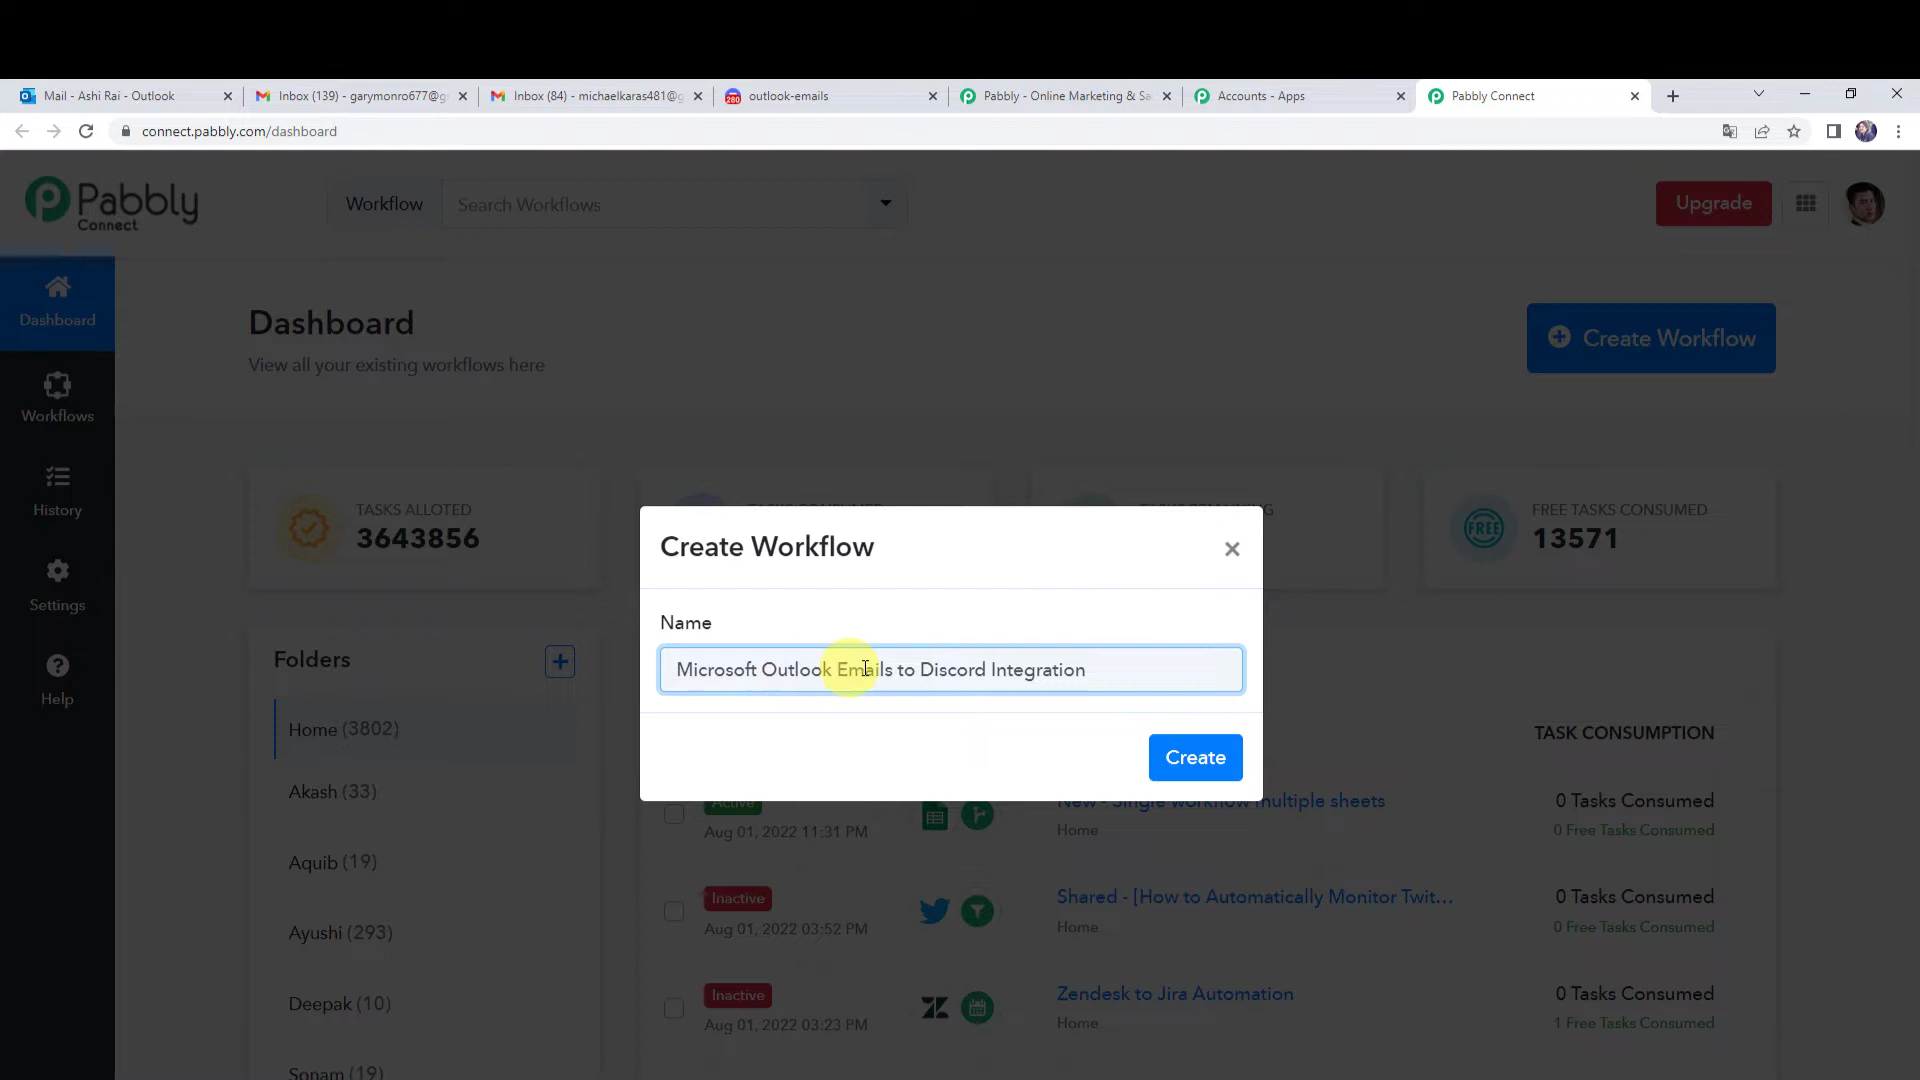 Mail - Ashi Rai - Outlook
Inbox (139) - garymonro677@g
Inbox (84) - michaelkaras481@g
280
outlook-emails
Pabbly - Online Marketing & Sa
Accounts - Apps
Pabbly Connect
connect.pabbly.com/dashboard
Pabbly
Connect
Workflow
Search Workflows
Upgrade
Dashboard
Workflows
History
Settings
Help
Dashboard
View all your existing workflows here
Create Workflow
TASKS ALLOTED
3643856
FREE
FREE TASKS CONSUMED
13571
Create Workflow
Name
Microsoft Outlook Emails to Discord Integration
Create
Folders
Home (3802)
Akash (33)
Aquib (19)
Ayushi (293)
Deepak (10)
Sonam (19)
TASK CONSUMPTION
Active
Aug 01, 2022 11:31 PM
New - Single workflow multiple sheets
Home
0 Tasks Consumed
0 Free Tasks Consumed
Inactive
Aug 01, 2022 03:52 PM
Shared - [How to Automatically Monitor Twit...
Home
0 Tasks Consumed
0 Free Tasks Consumed
Inactive
Aug 01, 2022 03:23 PM
Zendesk to Jira Automation
Home
0 Tasks Consumed
1 Free Tasks Consumed